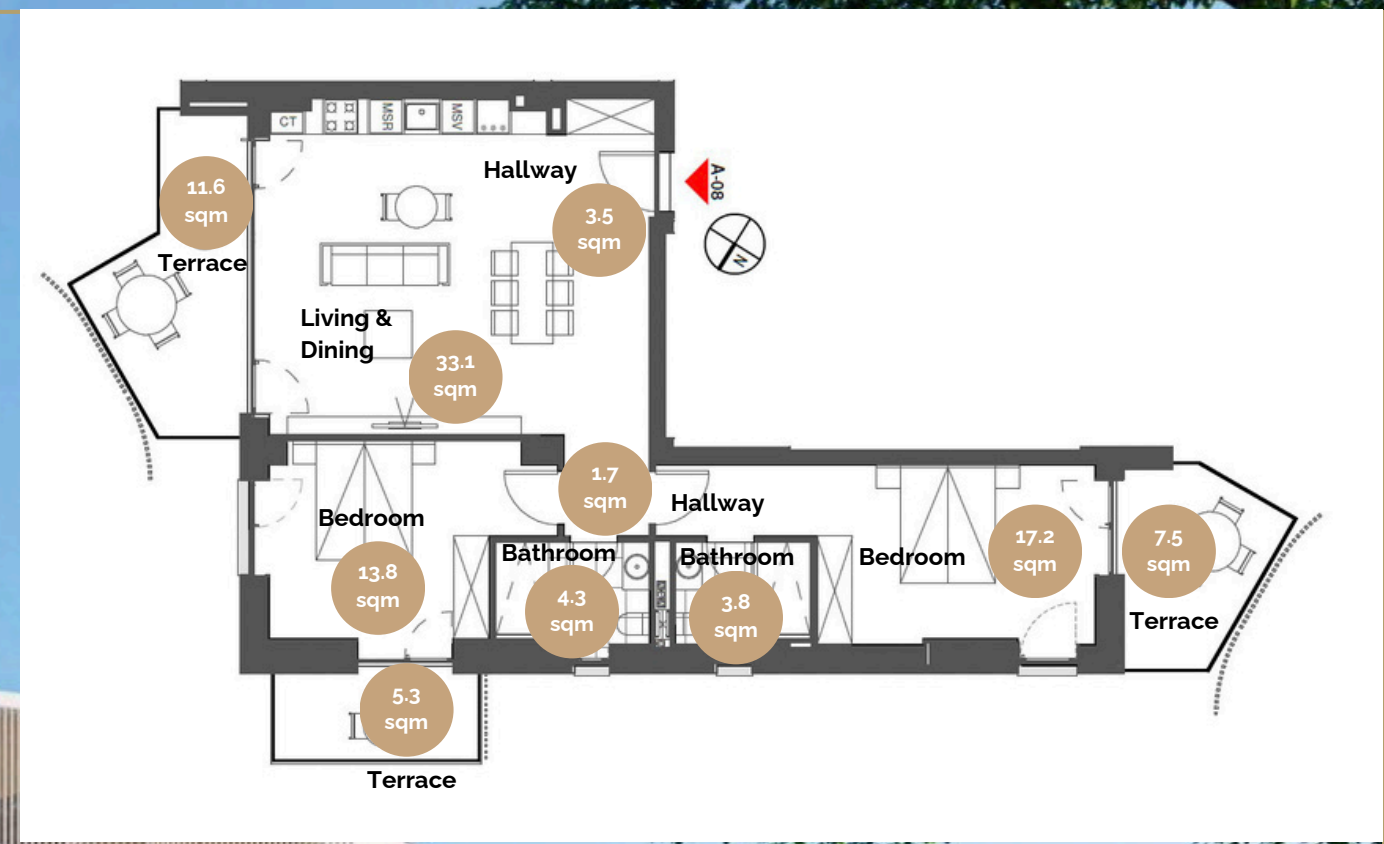 CT
MSR
MSV
Hallway
A-08
11.6
sqm
3.5
sqm
N
Terrace
Living &
Dining
33.1
sqm
1.7
sqm
Hallway
Bedroom
Bathroom
Bathroom
Bedroom
17.2
sqm
7.5
sqm
13.8
sqm
4.3
sqm
3.8
sqm
Terrace
5.3
sqm
Terrace